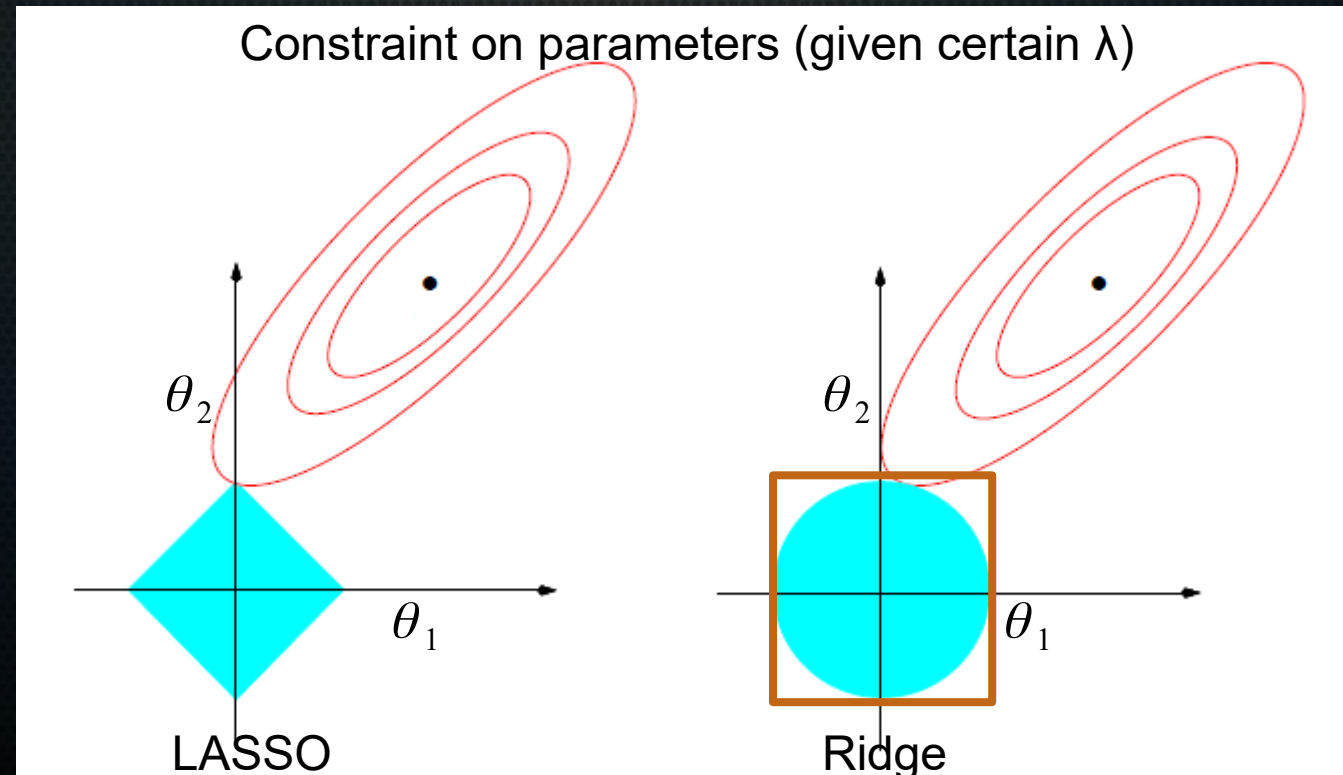 Constraint on parameters (given certain λ)
θ2
θ2
θ1
θ1
LASSO
Ridge